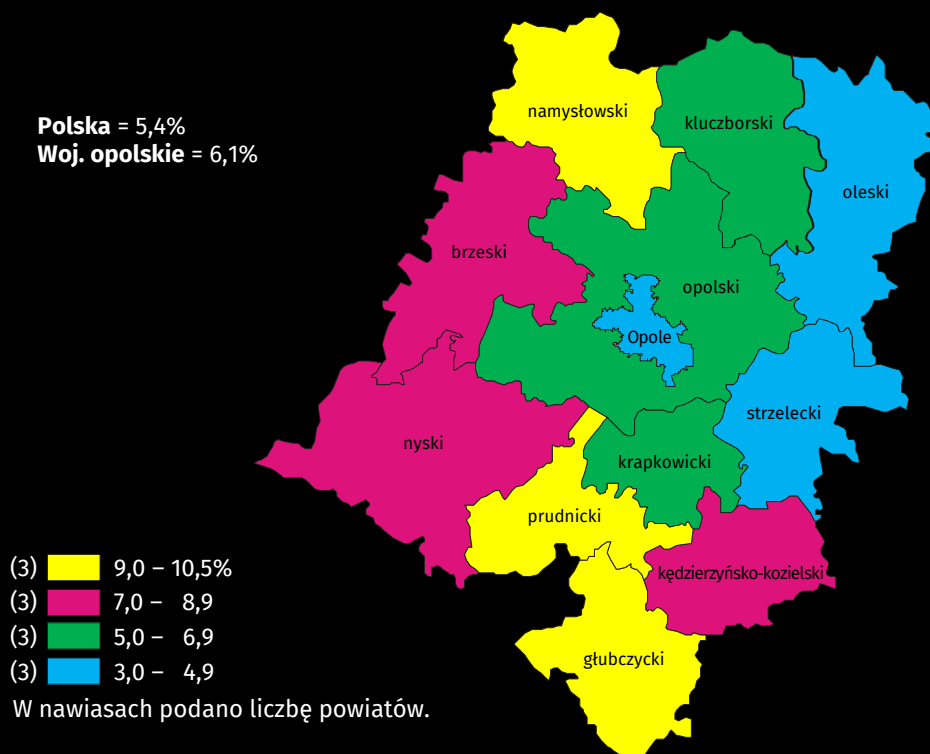 Polska = 5,4%
Woj. opolskie = 6,1%
namysłowski
kluczborski
oleski
brzeski
opolski
Opole
strzelecki
nyski
krapkowicki
prudnicki
kędzierzyńsko-kozielski
głubczycki
(3) 9,0 – 10,5%
(3) 7,0 – 8,9
(3) 5,0 – 6,9
(3) 3,0 – 4,9
W nawiasach podano liczbę powiatów.